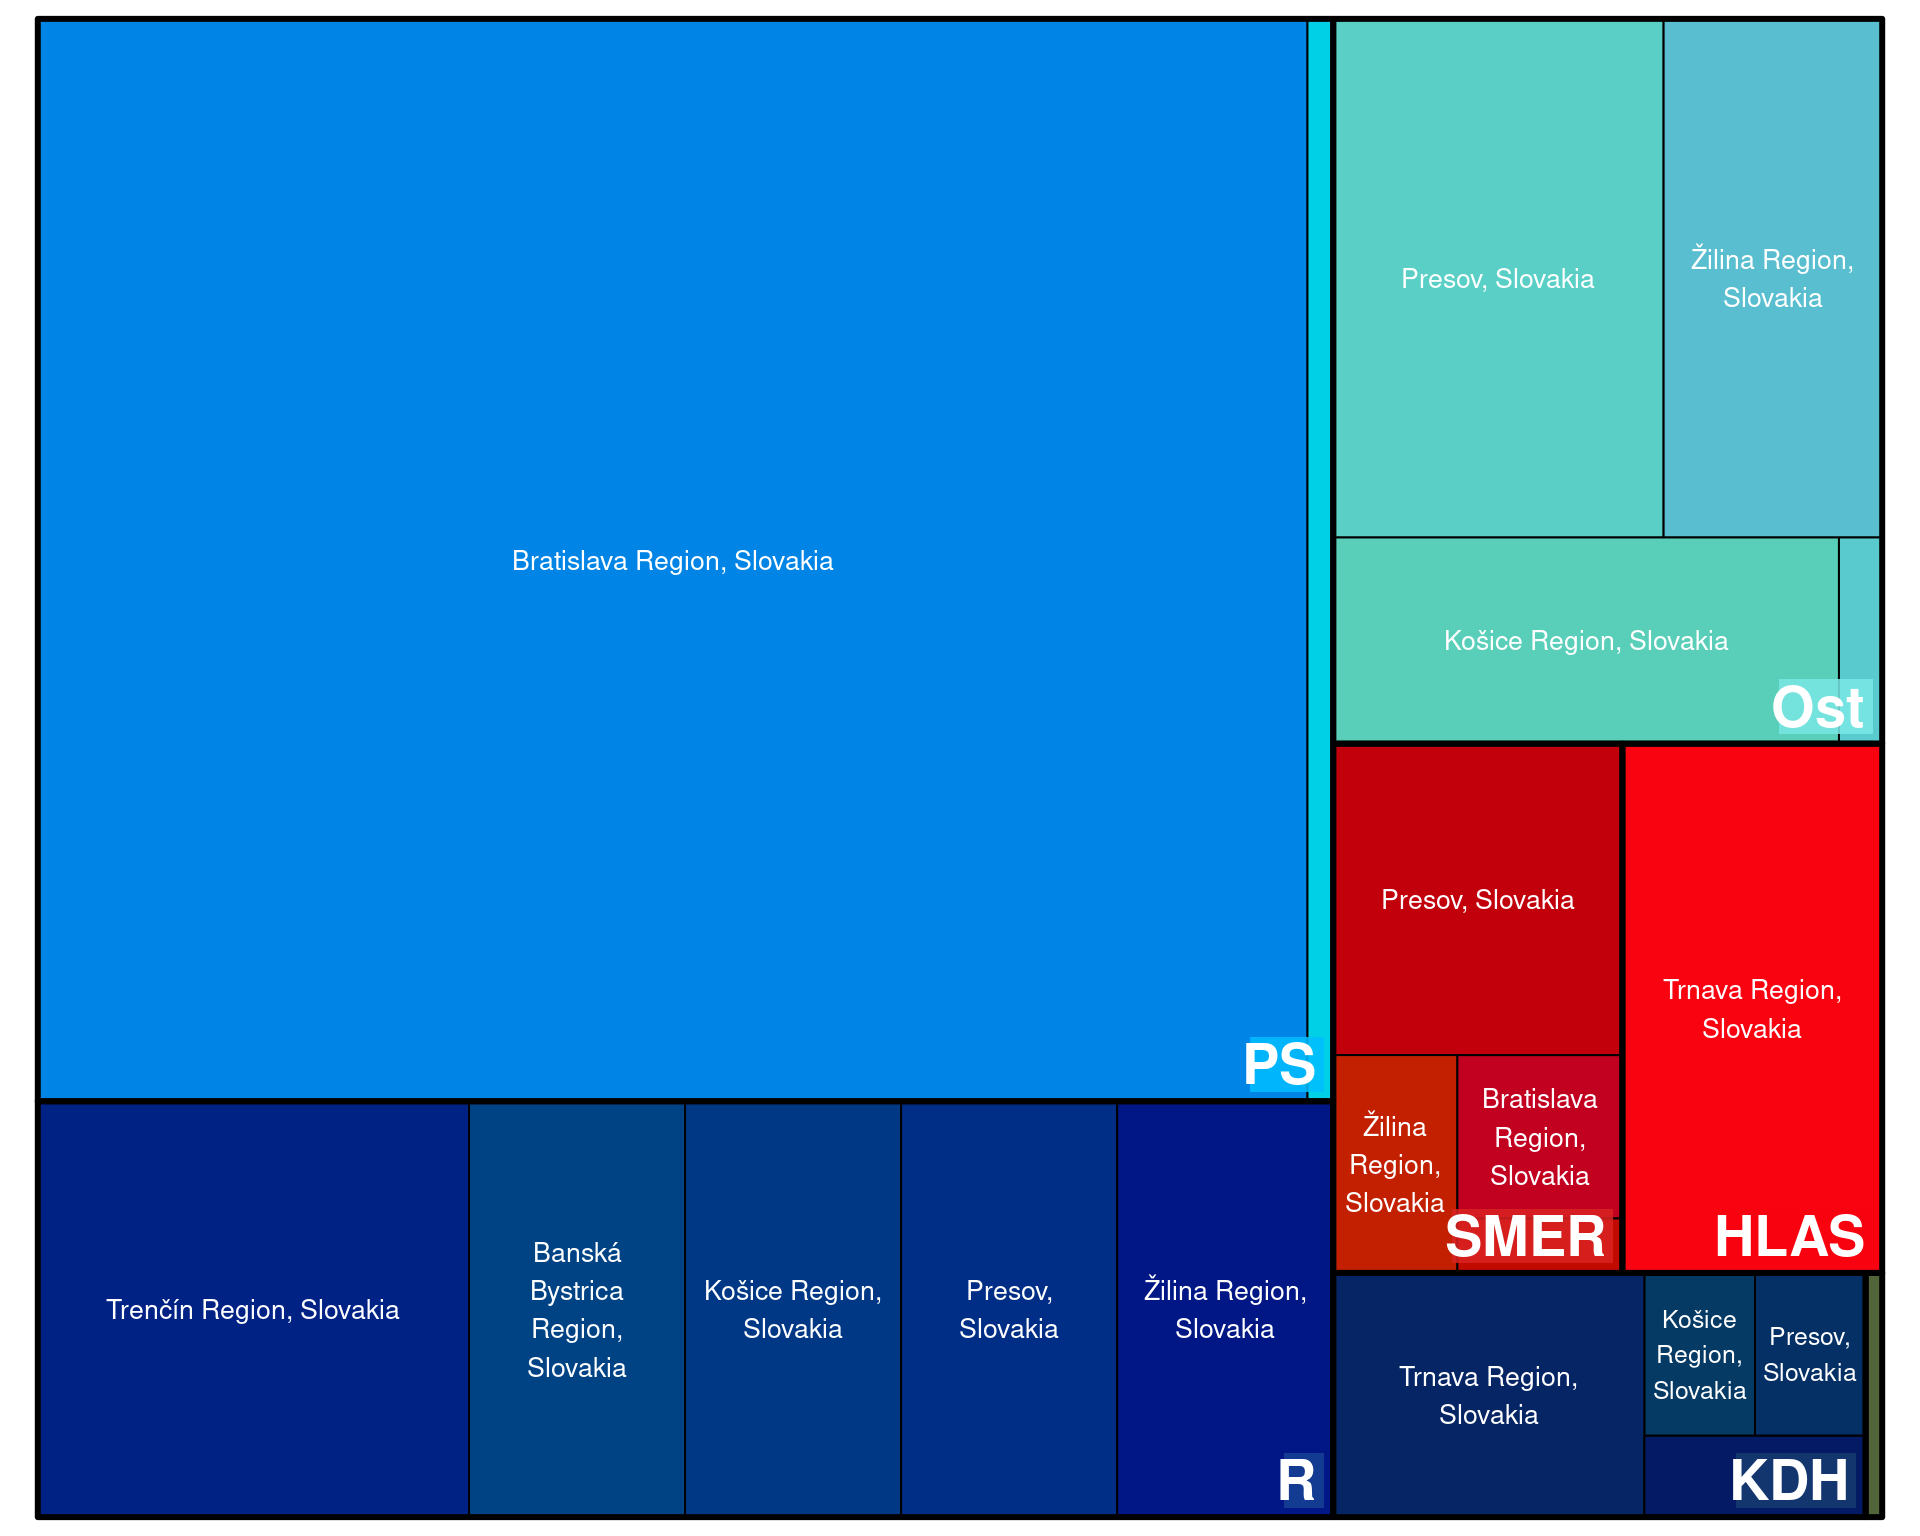 Bratislava Region, Slovakia
PS
Trenčín Region, Slovakia
Banská
Bystrica
Region,
Slovakia
Košice Region,
Slovakia
Presov,
Slovakia
Žilina Region,
Slovakia
R
Presov, Slovakia
Žilina Region,
Slovakia
Košice Region, Slovakia
Ost
Presov, Slovakia
Žilina
Region,
Slovakia
Bratislava
Region,
Slovakia
SMER
Trnava Region,
Slovakia
HLAS
Trnava Region,
Slovakia
Košice
Region,
Slovakia
Presov,
Slovakia
KDH